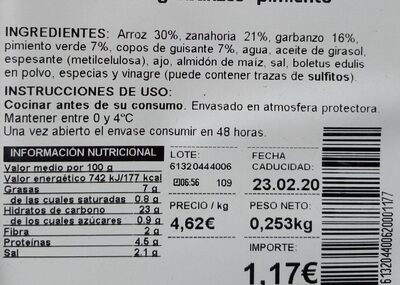 pimiento
INGREDIENTES: Arroz 30%, zanahoria 21%, garbanzo 16%,
pimiento verde 7%, copos de guisante 7%, agua, aceite de girasol,
espesante (metilcelulosa), ajo, almidón de maíz, sal, boletus edulis
en polvo, especias y vinagre (puede contener trazas de sulfitos).
INSTRUCCIONES DE USO:
Cocinar antes de su consumo. Envasado en atmosfera protectora.
Mantener entre 0 y 4ºC
Una vez abierto el envase consumir en 48 horas.
INFORMACIÓN NUTRICIONAL
Valor medio por 100 g
Valor energético 742 kJ/177 kcal
Grasas 7 g
de las cuales saturadas 0.8 g
Hidratos de carbono 23 g
de los cuales azúcares 0.9 g
Fibra 2 g
Proteínas 4.5 g
Sal 2.1 g
LOTE:
61320444006
06:56 109
FECHA
CADUCIDAD:
23.02.20
PRECIO / kg
4,62€
PESO NETO:
0,253kg
IMPORTE:
1,17€
6132044400620001177